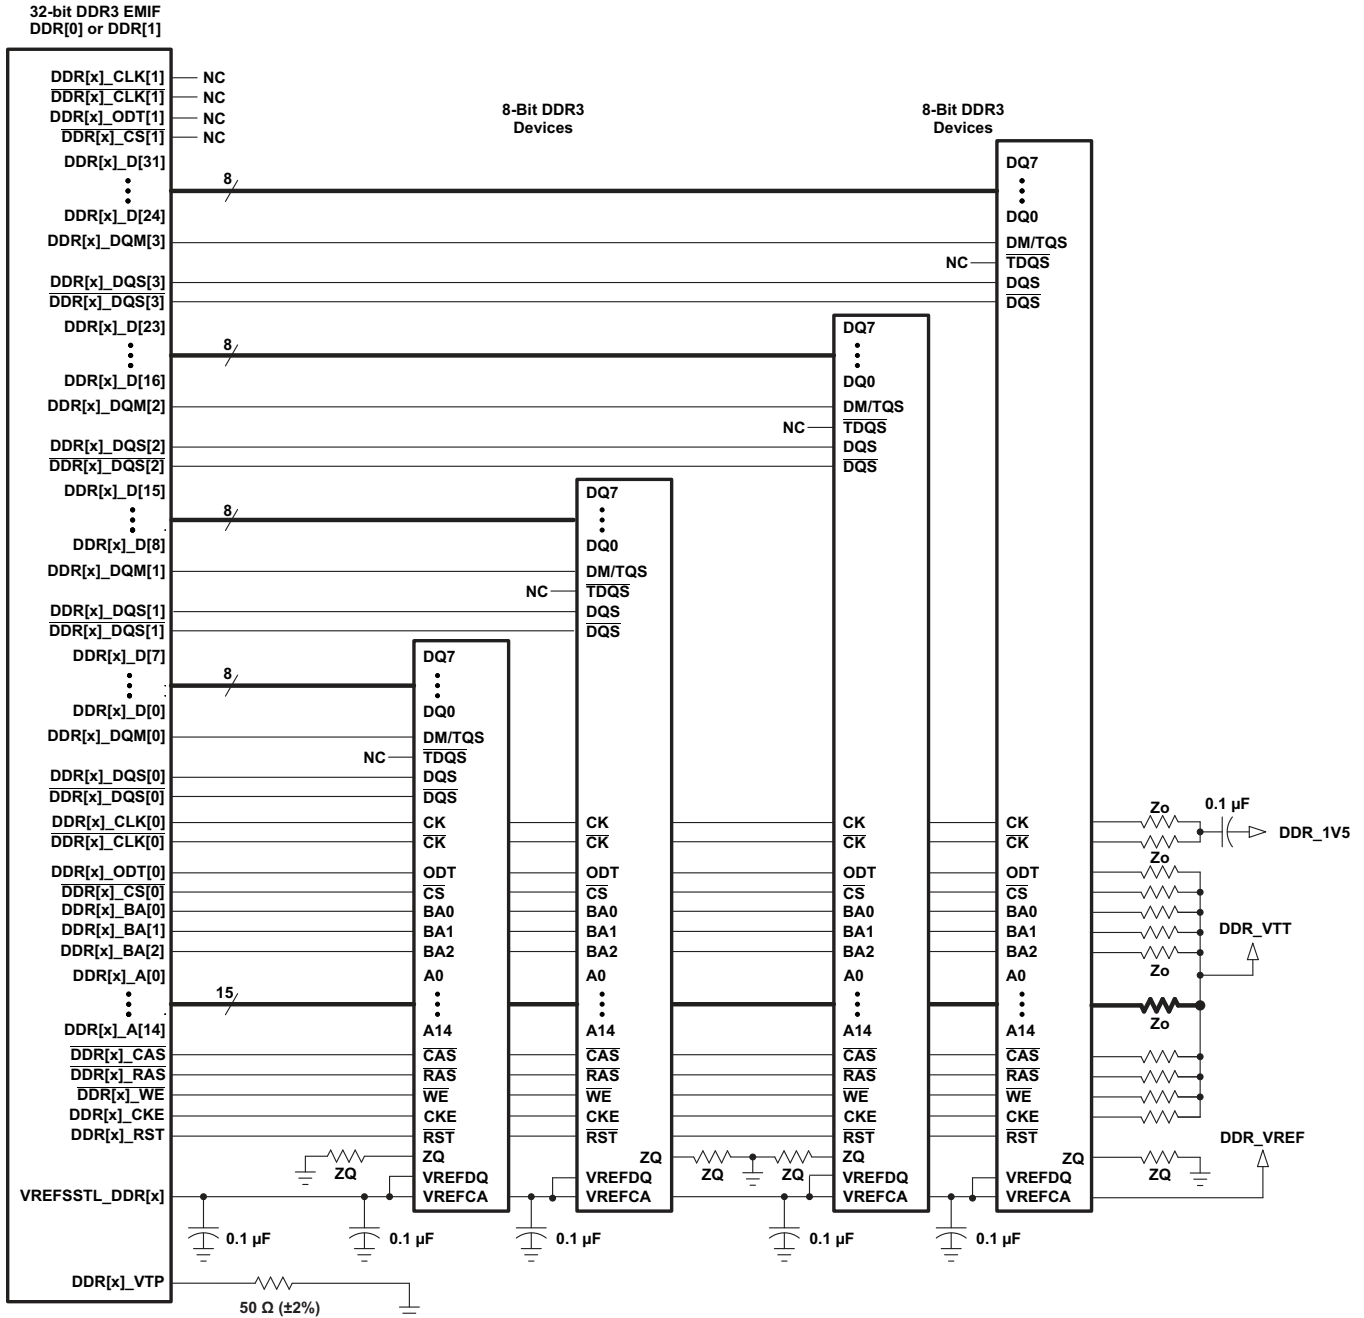 32-bit DDR3 EMIF
DDR[0] or DDR[1]
DDR[x]_CLK[1] NC
DDR[x]_CLK[1] NC
DDR[x]_ODT[1] NC
DDR[x]_CS[1] NC
8-Bit DDR3
Devices
8-Bit DDR3
Devices
DDR[x]_D[31] DQ7
8
DDR[x]_D[24] DQ0
DDR[x]_DQM[3] DM/TQS
NC TDQS
DDR[x]_DQS[3] DQS
DDR[x]_DQS[3] DQS
DDR[x]_D[23] DQ7
8
DDR[x]_D[16] DQ0
DDR[x]_DQM[2] DM/TQS
NC TDQS
DDR[x]_DQS[2] DQS
DDR[x]_DQS[2] DQS
DDR[x]_D[15] DQ7
8
DDR[x]_D[8] DQ0
DDR[x]_DQM[1] DM/TQS
NC TDQS
DDR[x]_DQS[1] DQS
DDR[x]_DQS[1] DQS
DDR[x]_D[7] DQ7
8
DDR[x]_D[0] DQ0
DDR[x]_DQM[0] DM/TQS
NC TDQS
DDR[x]_DQS[0] DQS
DDR[x]_DQS[0] DQS
Zo 0.1 µF
DDR[x]_CLK[0] CK CK CK CK
DDR_1V5
DDR[x]_CLK[0] CK CK CK CK
Zo
DDR[x]_ODT[0] ODT ODT ODT ODT
DDR[x]_CS[0] CS CS CS CS
DDR[x]_BA[0] BA0 BA0 BA0 BA0
DDR[x]_BA[1] BA1 BA1 BA1 BA1 DDR_VTT
DDR[x]_BA[2] BA2 BA2 BA2 BA2
DDR[x]_A[0] A0 A0 A0 A0 Zo
15
DDR[x]_A[14] A14 A14 A14 A14 Zo
DDR[x]_CAS CAS CAS CAS CAS
DDR[x]_RAS RAS RAS RAS RAS
DDR[x]_WE WE WE WE WE
DDR[x]_CKE CKE CKE CKE CKE
DDR[x]_RST RST RST RST RST DDR_VREF
ZQ ZQ ZQ ZQ
ZQ ZQ ZQ ZQ
VREFDQ VREFDQ VREFDQ VREFDQ
VREFSSTL_DDR[x] VREFCA VREFCA VREFCA VREFCA
0.1 µF 0.1 µF 0.1 µF 0.1 µF 0.1 µF
DDR[x]_VTP
50 Ω (±2%)